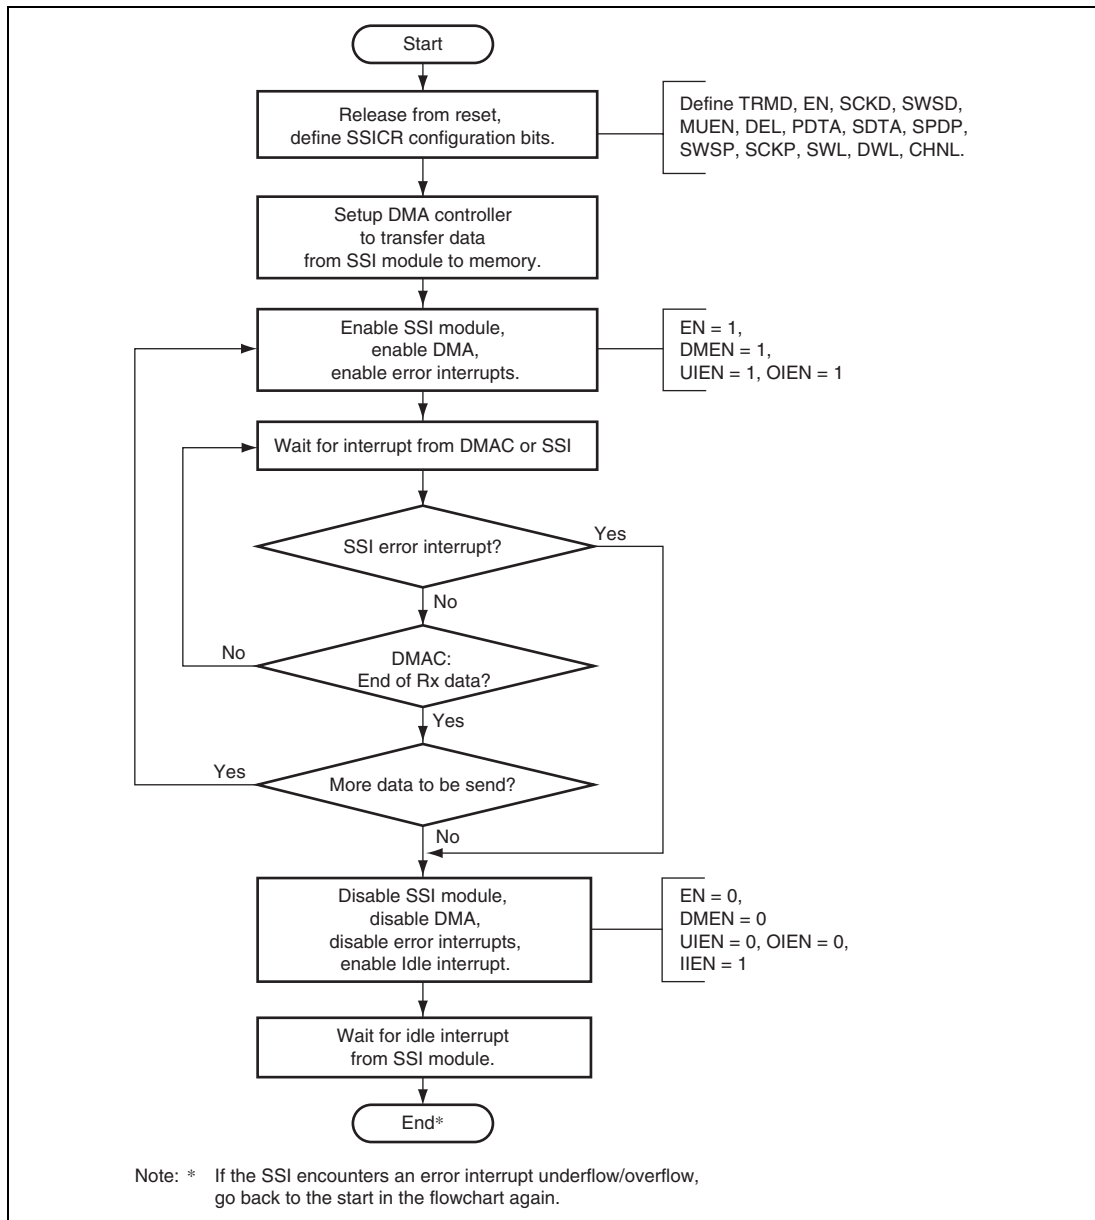 Start
Release from reset,
define SSICR configuration bits.
Define TRMD, EN, SCKD, SWSD,
MUEN, DEL, PDTA, SDTA, SPDP,
SWSP, SCKP, SWL, DWL, CHNL.
Setup DMA controller
to transfer data
from SSI module to memory.
Enable SSI module,
enable DMA,
enable error interrupts.
EN = 1,
DMEN = 1,
UIEN = 1, OIEN = 1
Wait for interrupt from DMAC or SSI
SSI error interrupt?
Yes
No
DMAC:
End of Rx data?
No
Yes
More data to be send?
Yes
No
Disable SSI module,
disable DMA,
disable error interrupts,
enable Idle interrupt.
EN = 0,
DMEN = 0
UIEN = 0, OIEN = 0,
IIEN = 1
Wait for idle interrupt
from SSI module.
End*
Note: * If the SSI encounters an error interrupt underflow/overflow,
go back to the start in the flowchart again.